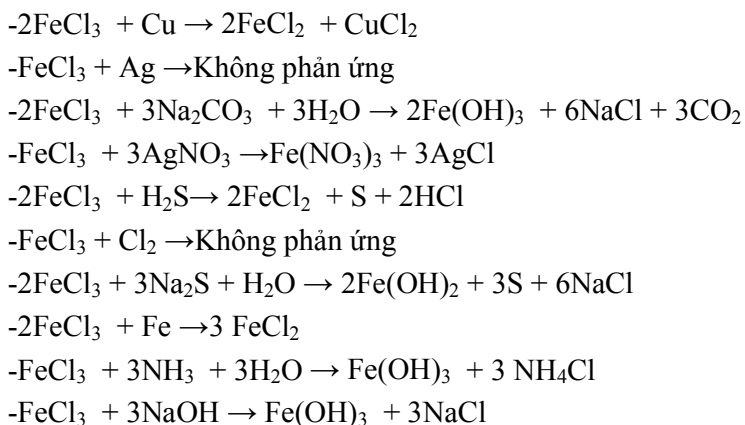 -2FeCl₃ + Cu → 2FeCl₂ + CuCl₂
-FeCl₃ + Ag →Không phản ứng
-2FeCl₃ + 3Na₂CO₃ + 3H₂O → 2Fe(OH)₃ + 6NaCl + 3CO₂
-FeCl₃ + 3AgNO₃ →Fe(NO₃)₃ + 3AgCl
-2FeCl₃ + H₂S→ 2FeCl₂ + S + 2HCl
-FeCl₃ + Cl₂ →Không phản ứng
-2FeCl₃ + 3Na₂S + H₂O → 2Fe(OH)₂ + 3S + 6NaCl
-2FeCl₃ + Fe →3 FeCl₂
-FeCl₃ + 3NH₃ + 3H₂O → Fe(OH)₃ + 3 NH₄Cl
-FeCl₃ + 3NaOH → Fe(OH)₃ + 3NaCl